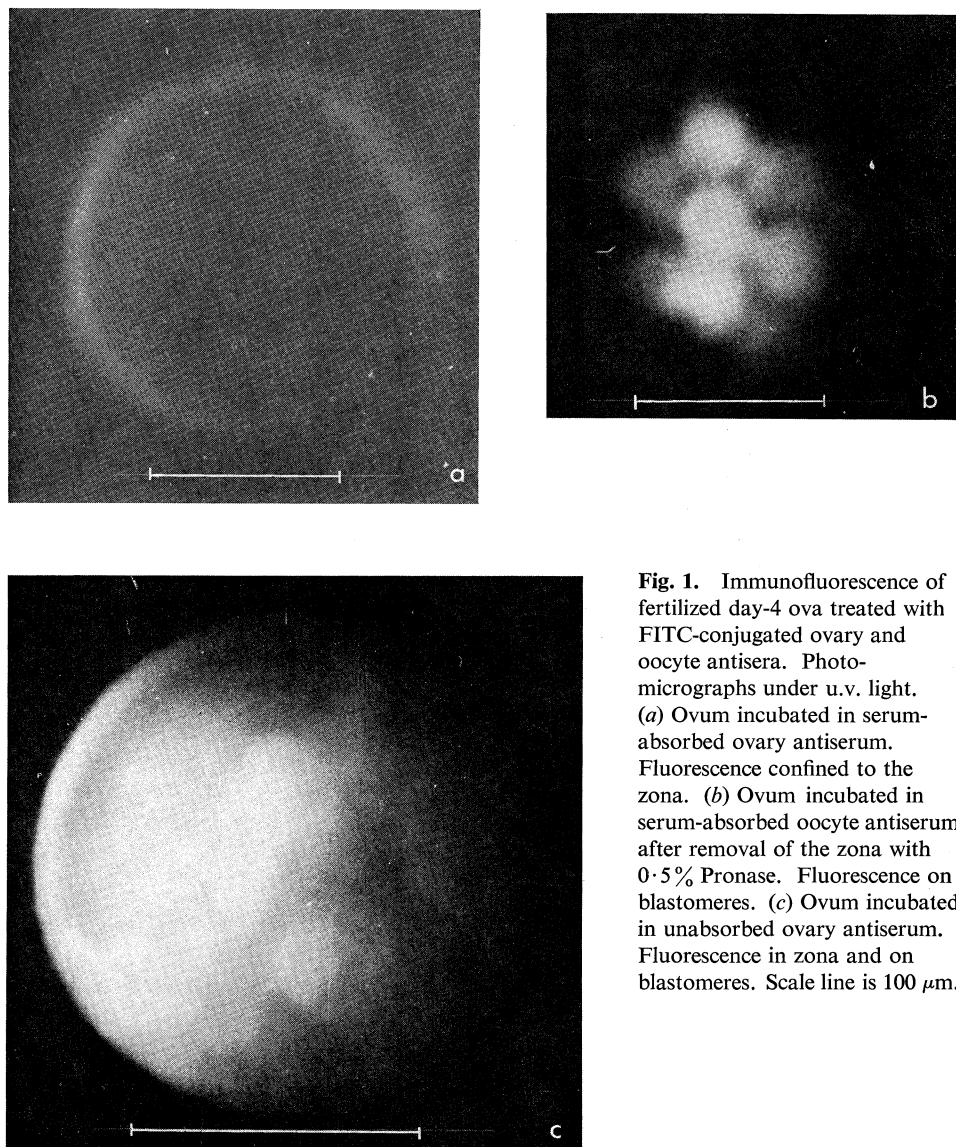 a
b
c
Fig. 1. Immunofluorescence of
fertilized day-4 ova treated with
FITC-conjugated ovary and
oocyte antisera. Photo-
micrographs under u.v. light.
(a) Ovum incubated in serum-
absorbed ovary antiserum.
Fluorescence confined to the
zona. (b) Ovum incubated in
serum-absorbed oocyte antiserum
after removal of the zona with
0·5% Pronase. Fluorescence on
blastomeres. (c) Ovum incubated
in unabsorbed ovary antiserum.
Fluorescence in zona and on
blastomeres. Scale line is 100 μm.